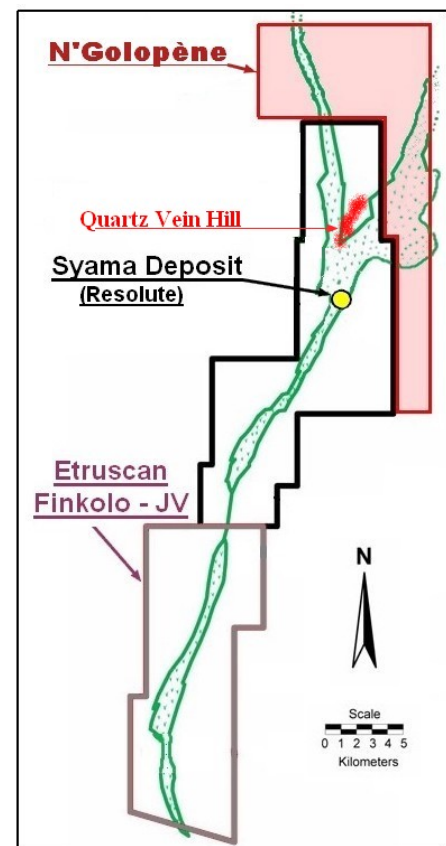 N'Golopène
Quartz Vein Hill
Syama Deposit
(Resolute)
Etruscan
Finkolo - JV
N
Scale
0 1 2 3 4 5
Kilometers